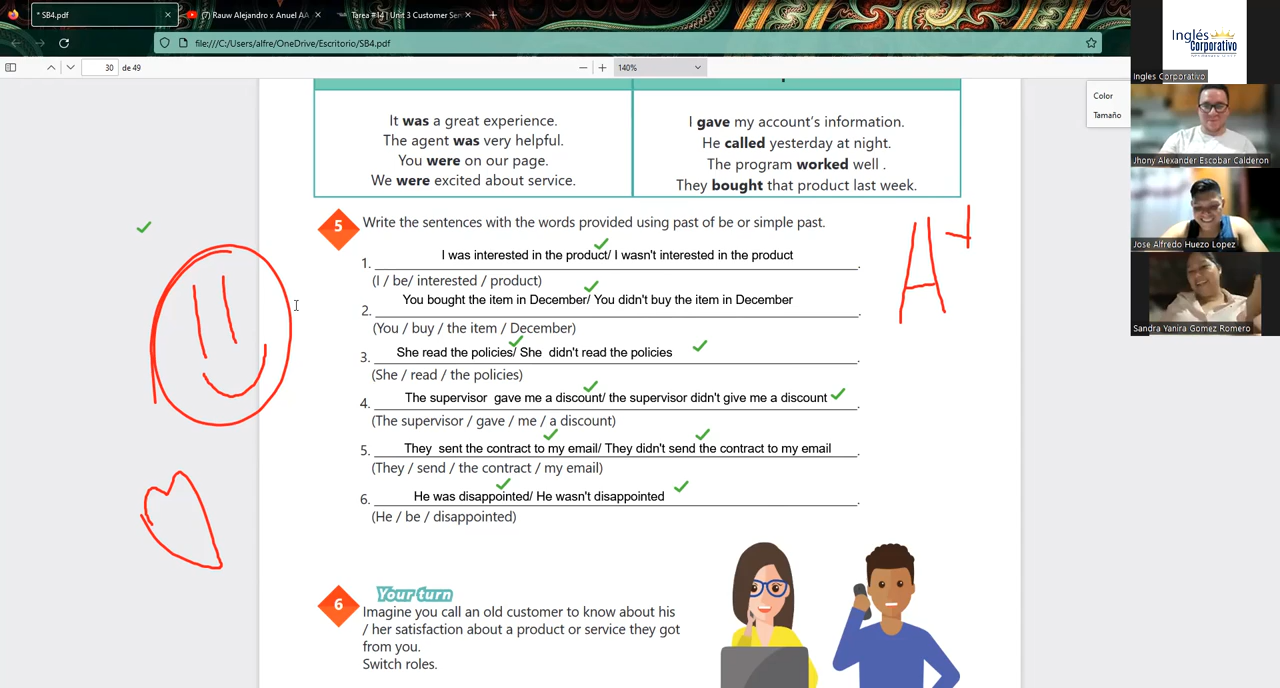 * SB4.pdf
(7) Rauw Alejandro x Anuel AA
Tarea #14 | Unit 3 Customer Ser
file:///C:/Users/alfre/OneDrive/Escritorio/SB4.pdf
30 de 49
140%
Color
Tamaño
It was a great experience.
The agent was very helpful.
You were on our page.
We were excited about service.
I gave my account's information.
He called yesterday at night.
The program worked well .
They bought that product last week.
5 Write the sentences with the words provided using past of be or simple past.
1. I was interested in the product/ I wasn't interested in the product.
(I / be/ interested / product)
2. You bought the item in December/ You didn't buy the item in December.
(You / buy / the item / December)
3. She read the policies/ She didn't read the policies.
(She / read / the policies)
4. The supervisor gave me a discount/ the supervisor didn't give me a discount.
(The supervisor / gave / me / a discount)
5. They sent the contract to my email/ They didn't send the contract to my email.
(They / send / the contract / my email)
6. He was disappointed/ He wasn't disappointed.
(He / be / disappointed)
A+
6 Your turn
Imagine you call an old customer to know about his
/ her satisfaction about a product or service they got
from you.
Switch roles.
Inglés
Corporativo
Ingles Corporativo
Jhony Alexander Escobar Calderon
Jose Alfredo Huezo Lopez
Sandra Yanira Gomez Romero